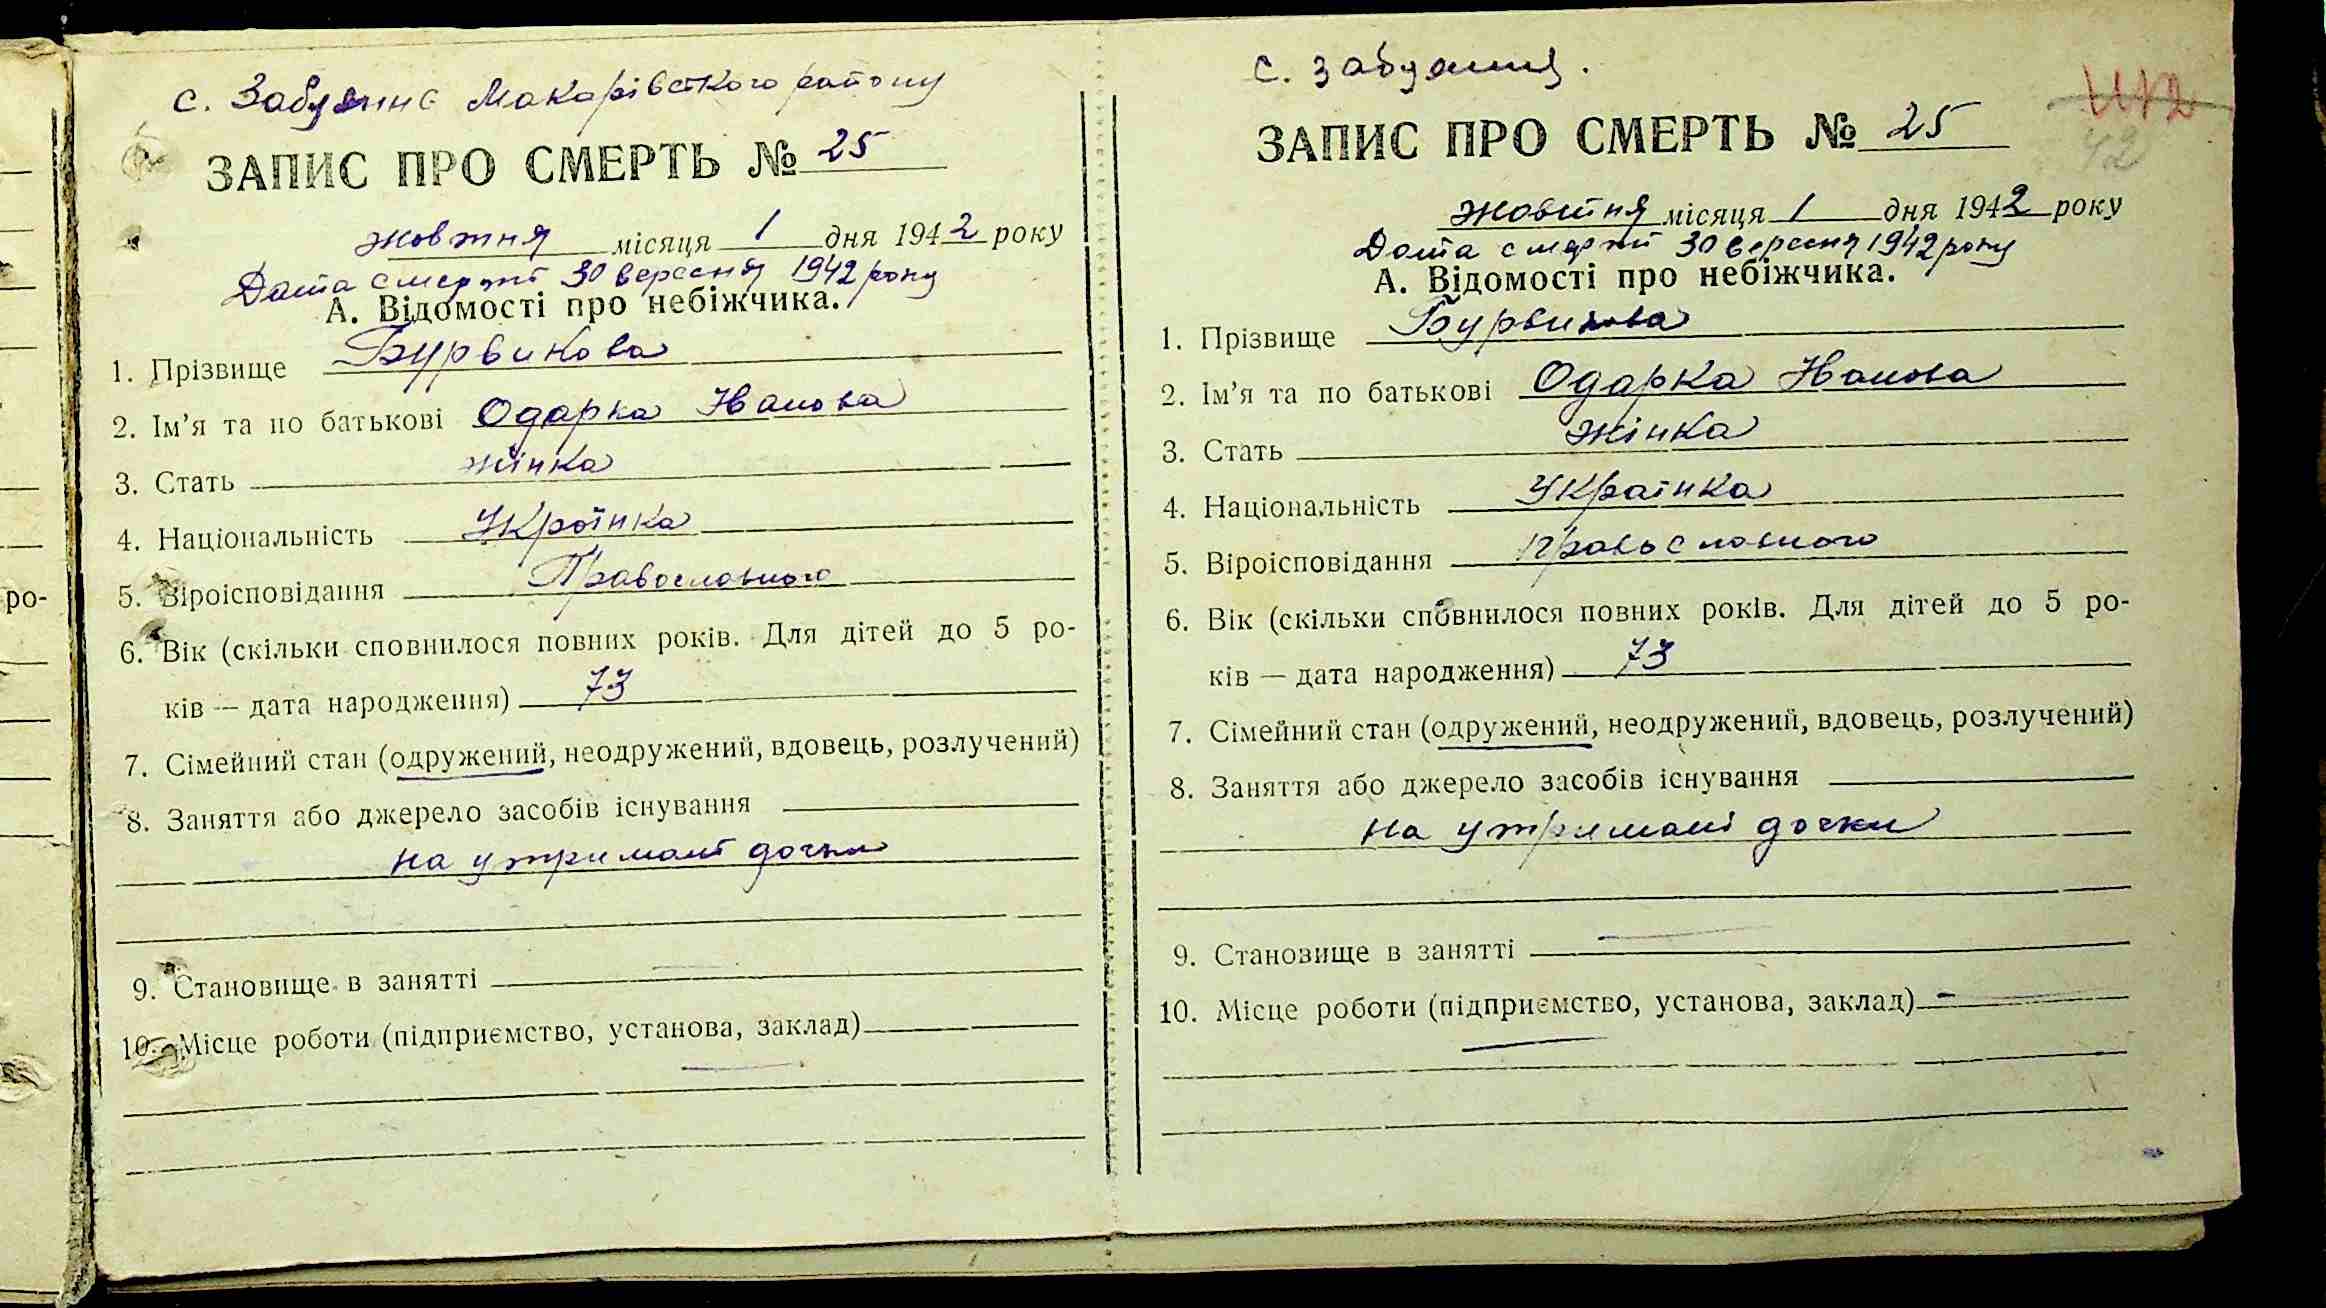 ро-
с. Забуяннє Макарівского району
ЗАПИС ПРО СМЕРТЬ № 25
жовтня місяця 1 дня 1942 року
Дата смерти 30 вересня 1942 року
А. Відомості про небіжчика.
1. Прізвище Бурвикова
2. Ім’я та по батькові Одарка Іванова
3. Стать жінка
4. Національність Українка
5. Віроісповідання Православного
6. Вік (скільки сповнилося повних років. Для дітей до 5 ро-
ків — дата народження) 73
7. Сімейний стан (одружений, неодружений, вдовець, розлучений)
8. Заняття або джерело засобів існування
на утримані дочки
9. Становище в занятті —
10. Місце роботи (підприємство, установа, заклад)
—
с. Забуяння.
42
ЗАПИС ПРО СМЕРТЬ № 25
жовтня місяця 1 дня 1942 року
Дата смерти 30 вересня 1942 року
А. Відомості про небіжчика.
1. Прізвище Бурвикова
2. Ім’я та по батькові Одарка Іванова
3. Стать жінка
4. Національність Українка
5. Віроісповідання Православного
6. Вік (скільки сповнилося повних років. Для дітей до 5 ро-
ків — дата народження) 73
7. Сімейний стан (одружений, неодружений, вдовець, розлучений)
8. Заняття або джерело засобів існування
на утримані дочки
9. Становище в занятті —
10. Місце роботи (підприємство, установа, заклад) —
—